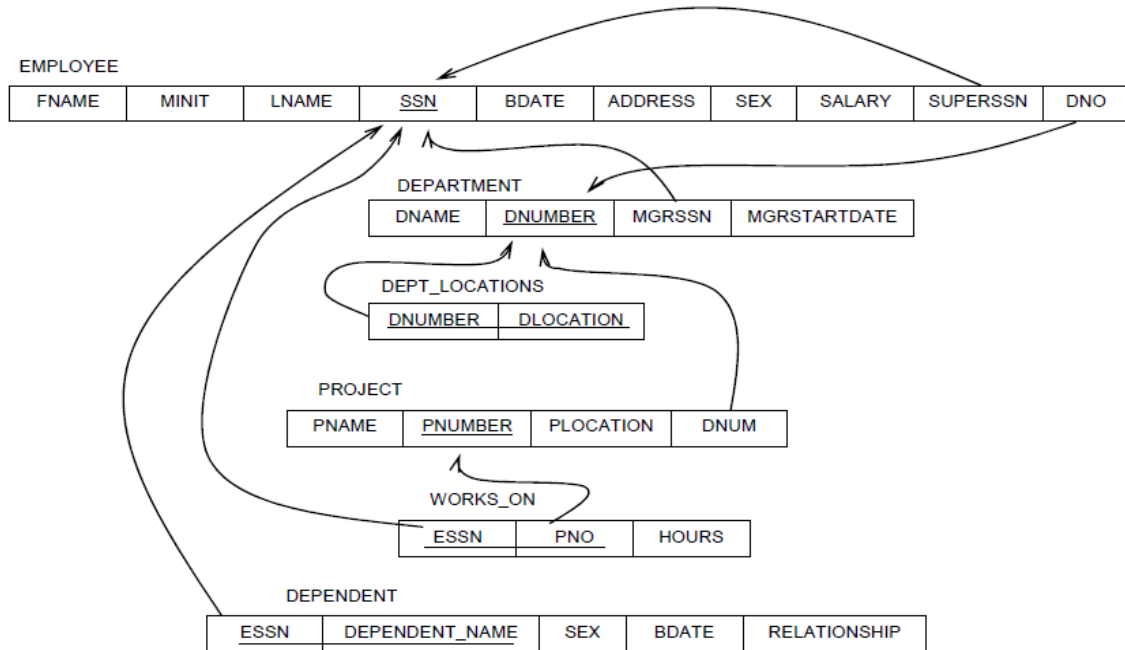 EMPLOYEE
FNAME MINIT LNAME SSN BDATE ADDRESS SEX SALARY SUPERSSN DNO
DEPARTMENT
DNAME DNUMBER MGRSSN MGRSTARTDATE
DEPT_LOCATIONS
DNUMBER DLOCATION
PROJECT
PNAME PNUMBER PLOCATION DNUM
WORKS_ON
ESSN PNO HOURS
DEPENDENT
ESSN DEPENDENT_NAME SEX BDATE RELATIONSHIP